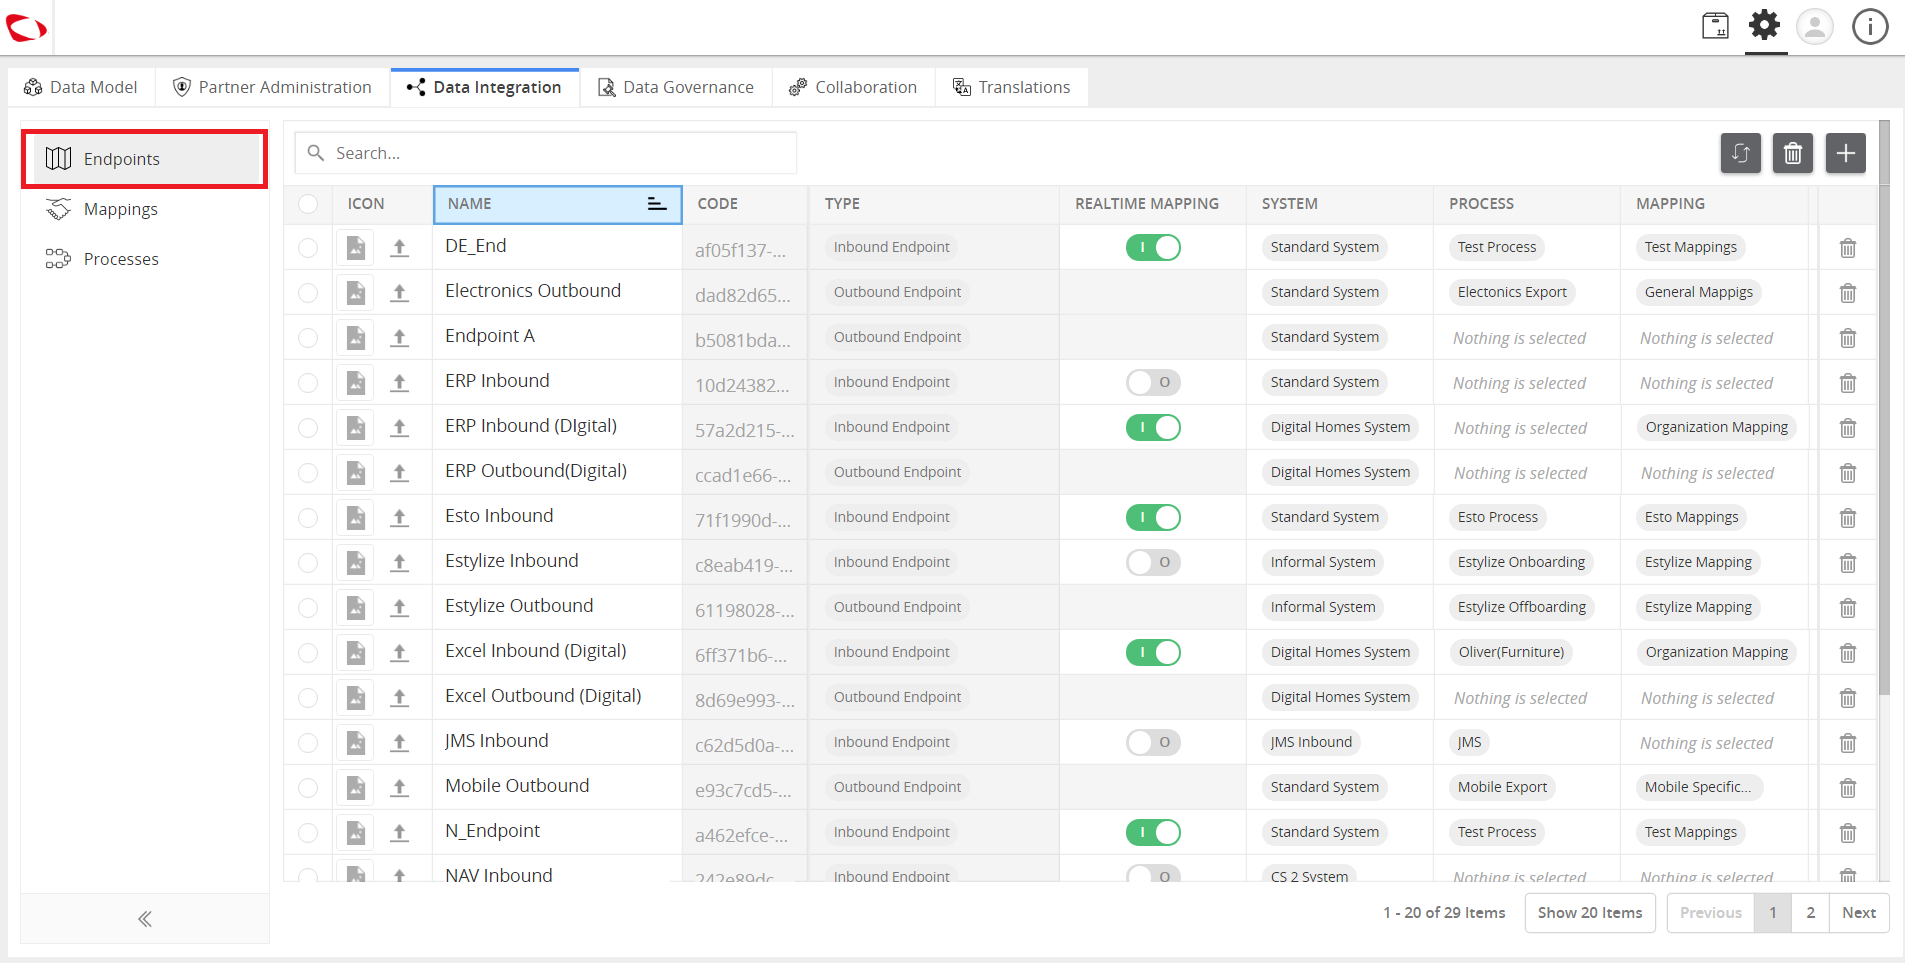 Data Model Partner Administration Data Integration Data Governance Collaboration Translations
Endpoints
Mappings
Processes
Search...
ICON NAME CODE TYPE REALTIME MAPPING SYSTEM PROCESS MAPPING
DE_End af05f137-... Inbound Endpoint I Standard System Test Process Test Mappings
Electronics Outbound dad82d65... Outbound Endpoint Standard System Electonics Export General Mappigs
Endpoint A b5081bda... Outbound Endpoint Standard System Nothing is selected Nothing is selected
ERP Inbound 10d24382... Inbound Endpoint O Standard System Nothing is selected Nothing is selected
ERP Inbound (DIgital) 57a2d215-... Inbound Endpoint I Digital Homes System Nothing is selected Organization Mapping
ERP Outbound(Digital) ccad1e66-... Outbound Endpoint Digital Homes System Nothing is selected Nothing is selected
Esto Inbound 71f1990d-... Inbound Endpoint I Standard System Esto Process Esto Mappings
Estylize Inbound c8eab419-... Inbound Endpoint O Informal System Estylize Onboarding Estylize Mapping
Estylize Outbound 61198028-... Outbound Endpoint Informal System Estylize Offboarding Estylize Mapping
Excel Inbound (Digital) 6ff371b6-... Inbound Endpoint I Digital Homes System Oliver(Furniture) Organization Mapping
Excel Outbound (Digital) 8d69e993-... Outbound Endpoint Digital Homes System Nothing is selected Nothing is selected
JMS Inbound c62d5d0a-... Inbound Endpoint O JMS Inbound JMS Nothing is selected
Mobile Outbound e93c7cd5-... Outbound Endpoint Standard System Mobile Export Mobile Specific...
N_Endpoint a462efce-... Inbound Endpoint I Standard System Test Process Test Mappings
NAV Inbound 242e89dc... Inbound Endpoint O CS 2 System Nothing is selected Nothing is selected
1 - 20 of 29 Items Show 20 Items Previous 1 2 Next